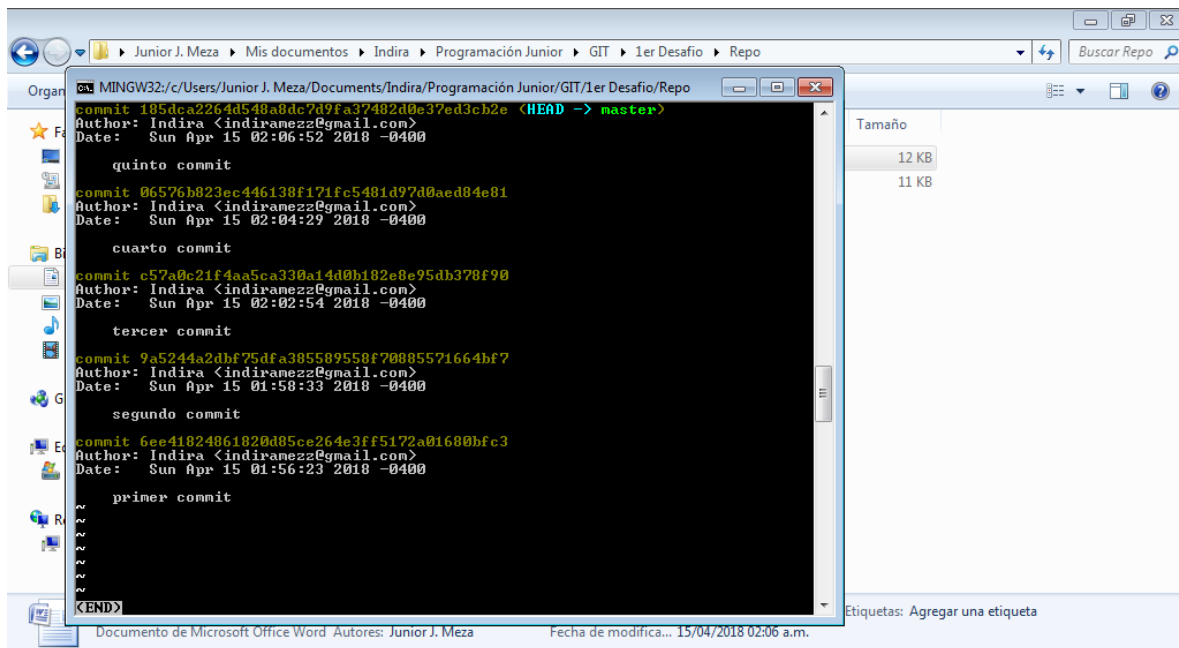 Junior J. Meza ▸ Mis documentos ▸ Indira ▸ Programación Junior ▸ GIT ▸ 1er Desafio ▸ Repo
Buscar Repo
Organ
MINGW32:/c/Users/Junior J. Meza/Documents/Indira/Programación Junior/GIT/1er Desafio/Repo
Tamaño
12 KB
11 KB
Fa
Bi
G
Re
commit 185dca2264d548a8dc7d9fa37482d0e37ed3cb2e (HEAD -> master)
Author: Indira <indiramezz@gmail.com>
Date:   Sun Apr 15 02:06:52 2018 -0400
quinto commit
commit 06576b823ec446138f171fc5481d97d0aed84e81
Author: Indira <indiramezz@gmail.com>
Date:   Sun Apr 15 02:04:29 2018 -0400
cuarto commit
commit c57a0c21f4aa5ca330a14d0b182e8e95db378f90
Author: Indira <indiramezz@gmail.com>
Date:   Sun Apr 15 02:02:54 2018 -0400
tercer commit
commit 9a5244a2dbf75dfa385589558f70885571664bf7
Author: Indira <indiramezz@gmail.com>
Date:   Sun Apr 15 01:58:33 2018 -0400
segundo commit
commit 6ee41824861820d85ce264e3ff5172a01680bfc3
Author: Indira <indiramezz@gmail.com>
Date:   Sun Apr 15 01:56:23 2018 -0400
primer commit
~
~
~
~
~
~
~
(END)
Etiquetas: Agregar una etiqueta
Documento de Microsoft Office Word Autores: Junior J. Meza Fecha de modifica... 15/04/2018 02:06 a.m.